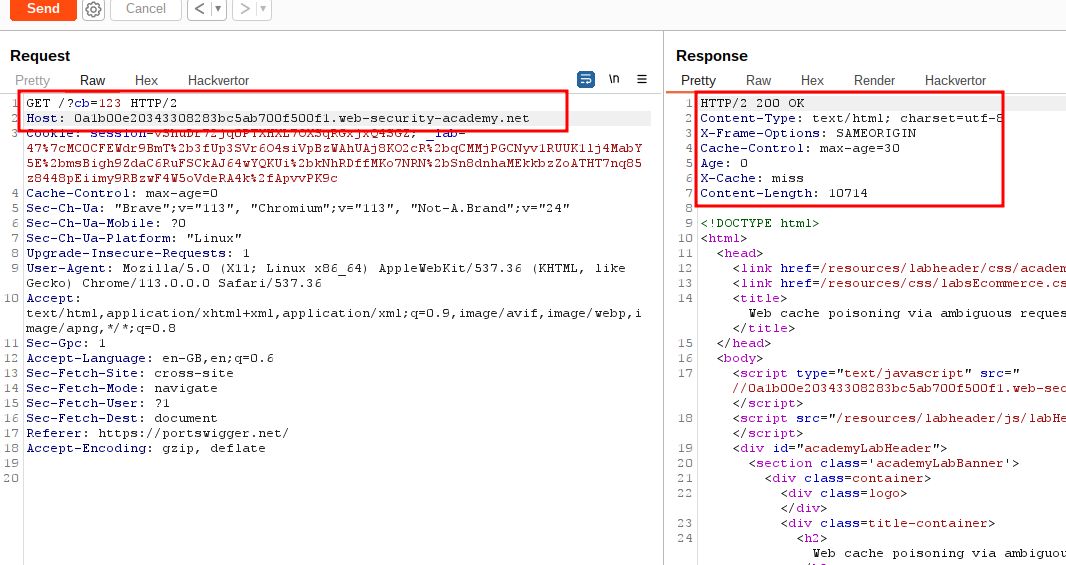 Send
Cancel
< ▾
> ▾
Request
Pretty Raw Hex Hackvertor
\n
1 GET /?cb=123 HTTP/2
2 Host: 0a1b00e20343308283bc5ab700f500f1.web-security-academy.net
3 Cookie: session=
5E%2bmsBigh9ZdaC6RuFSCkAJ64wYQKUi%2bkNhRDffMKo7NRN%2bSn8dnhaMEkkbzZoATHT7nq85
z8448pEiimy9RBzwF4W5oVdeRA4k%2fApvvPK9c
4 Cache-Control: max-age=0
5 Sec-Ch-Ua: "Brave";v="113", "Chromium";v="113", "Not-A.Brand";v="24"
6 Sec-Ch-Ua-Mobile: ?0
7 Sec-Ch-Ua-Platform: "Linux"
8 Upgrade-Insecure-Requests: 1
9 User-Agent: Mozilla/5.0 (X11; Linux x86_64) AppleWebKit/537.36 (KHTML, like
Gecko) Chrome/113.0.0.0 Safari/537.36
10 Accept:
text/html,application/xhtml+xml,application/xml;q=0.9,image/avif,image/webp,i
mage/apng,*/*;q=0.8
11 Sec-Gpc: 1
12 Accept-Language: en-GB,en;q=0.6
13 Sec-Fetch-Site: cross-site
14 Sec-Fetch-Mode: navigate
15 Sec-Fetch-User: ?1
16 Sec-Fetch-Dest: document
17 Referer: https://portswigger.net/
18 Accept-Encoding: gzip, deflate
19
20
Response
Pretty Raw Hex Render Hackvertor
1 HTTP/2 200 OK
2 Content-Type: text/html; charset=utf-8
3 X-Frame-Options: SAMEORIGIN
4 Cache-Control: max-age=30
5 Age: 0
6 X-Cache: miss
7 Content-Length: 10714
8
9 <!DOCTYPE html>
10 <html>
11 <head>
12 <link href=/resources/labheader/css/academ
13 <link href=/resources/css/labsEcommerce.cs
14 <title>
Web cache poisoning via ambiguous reques
</title>
15 </head>
16 <body>
17 <script type="text/javascript" src="
//0a1b00e20343308283bc5ab700f500f1.web-sec
</script>
18 <script src="/resources/labheader/js/labHe
</script>
19 <div id="academyLabHeader">
20 <section class='academyLabBanner'>
21 <div class=container>
22 <div class=logo>
</div>
23 <div class=title-container>
24 <h2>
Web cache poisoning via ambiguou